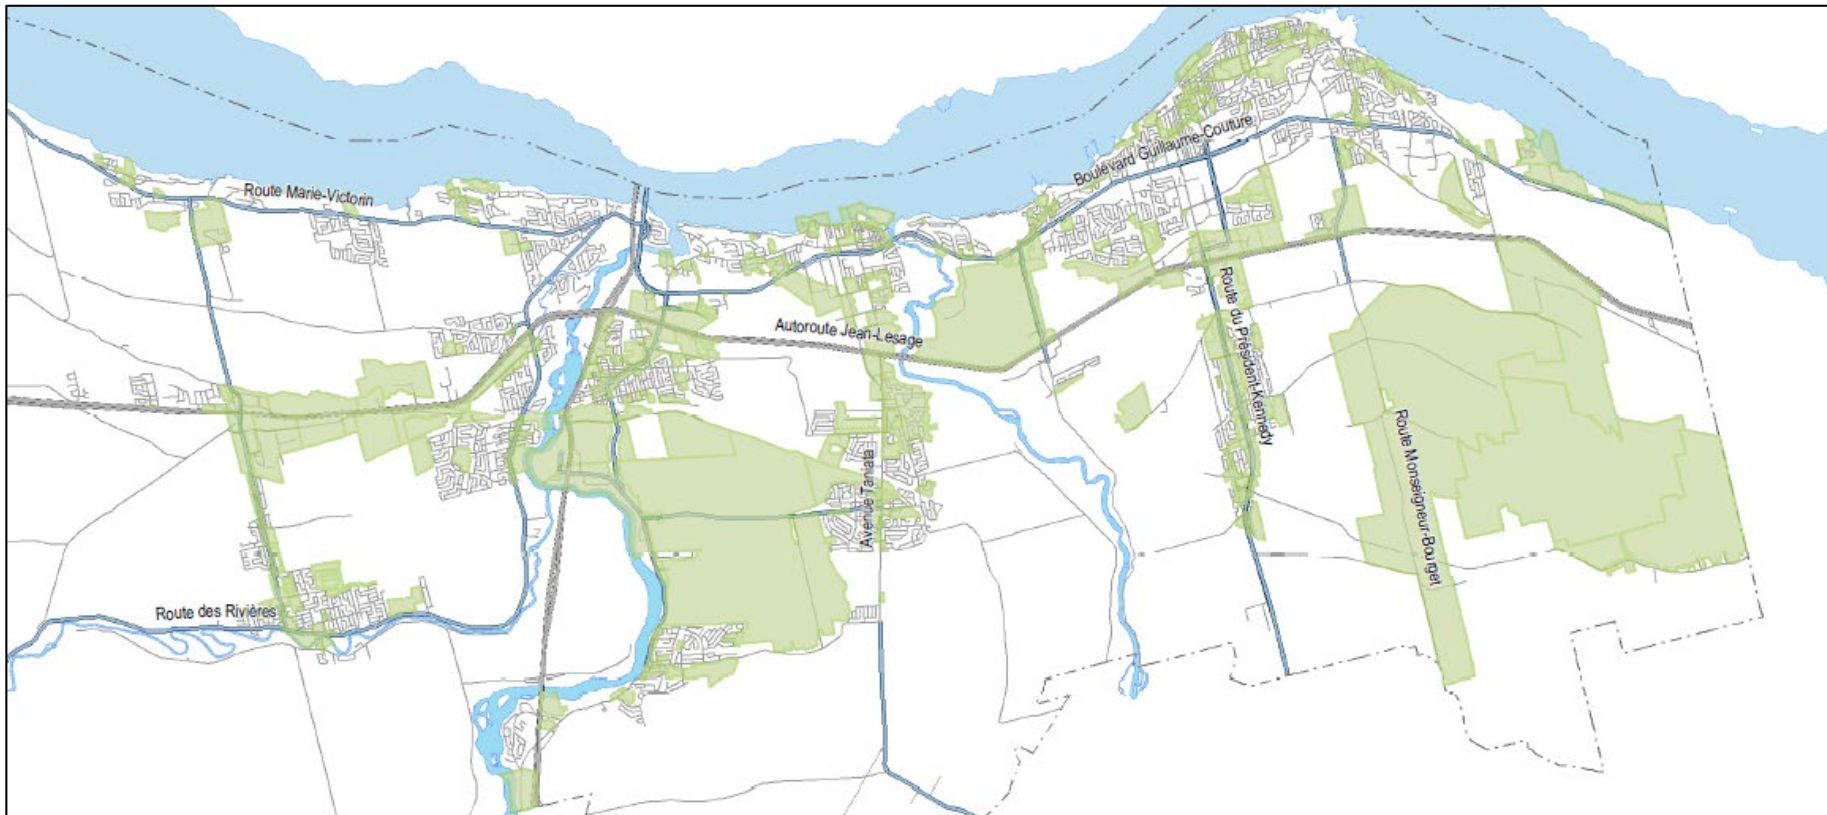 Boulevard Guillaume-Couture
Route Marie-Victorin
Route du Président-Kennedy
Autoroute Jean-Lesage
Route Monseigneur-Bourget
Avenue Taniata
Route des Rivières